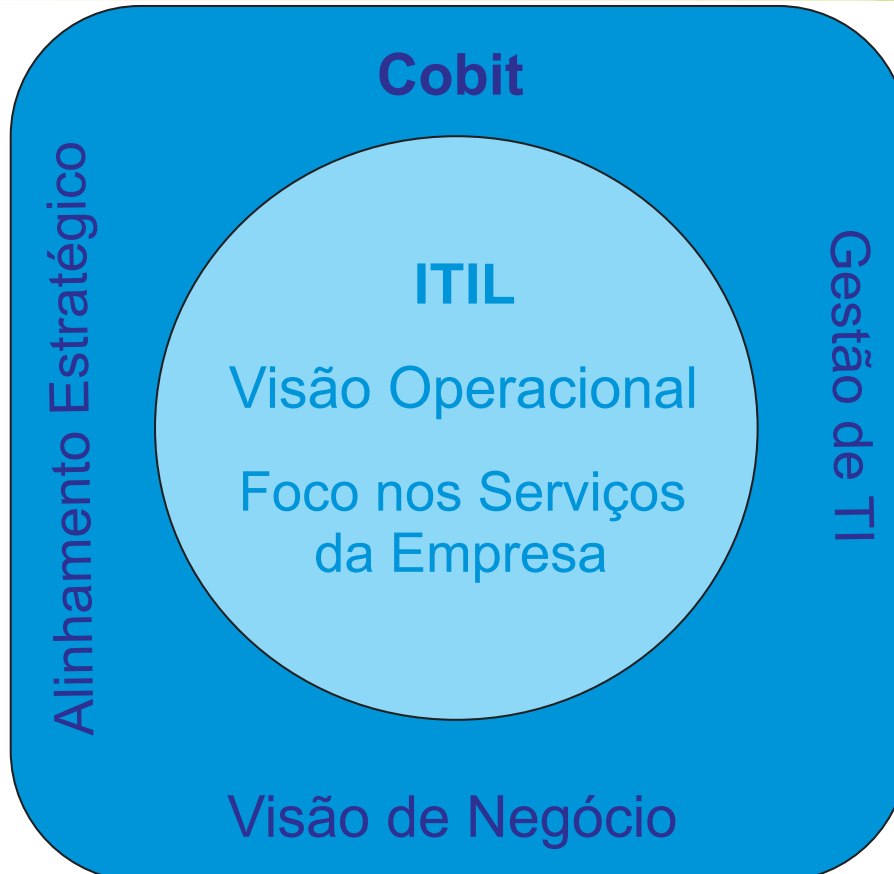 Cobit
Alinhamento Estratégico
ITIL
Visão Operacional
Foco nos Serviços
da Empresa
Gestão de TI
Visão de Negócio